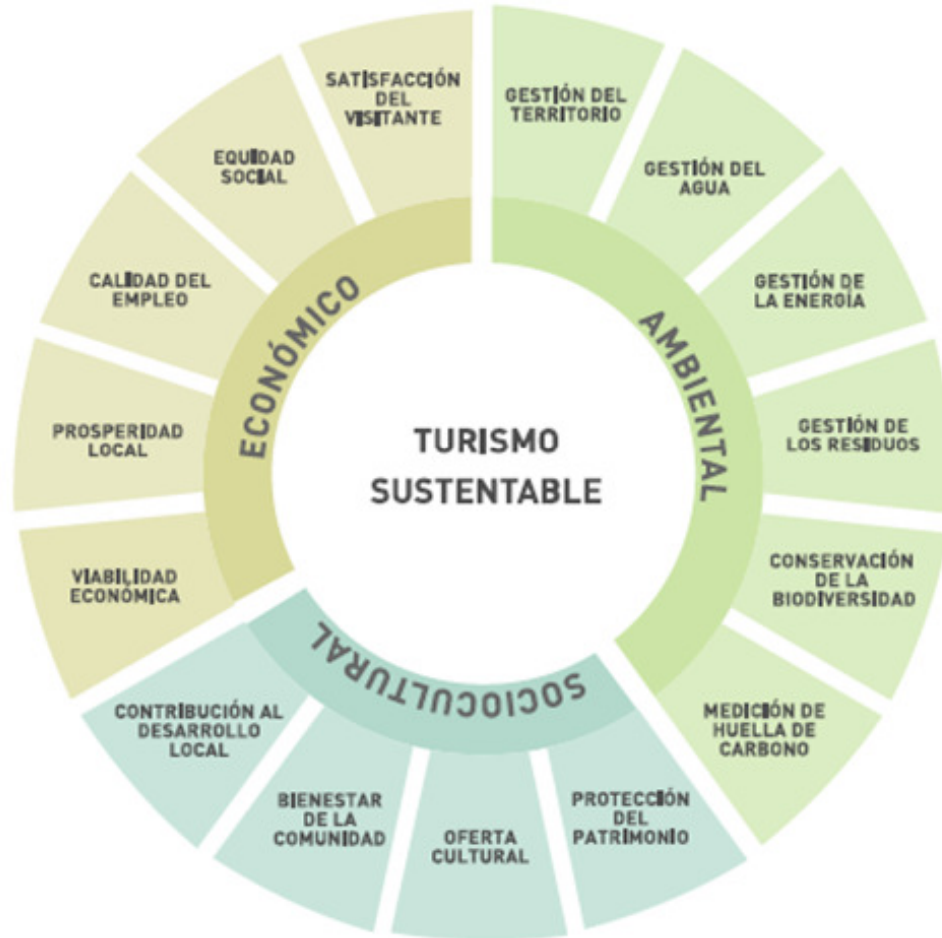 TURISMO
SUSTENTABLE
AMBIENTAL
GESTIÓN DEL
TERRITORIO
GESTIÓN DEL
AGUA
GESTIÓN DE
LA ENERGÍA
GESTIÓN DE
LOS RESIDUOS
CONSERVACIÓN
DE LA
BIODIVERSIDAD
MEDICIÓN DE
HUELLA DE
CARBONO
SOCIOCULTURAL
PROTECCIÓN
DEL
PATRIMONIO
OFERTA
CULTURAL
BIENESTAR
DE LA
COMUNIDAD
CONTRIBUCIÓN AL
DESARROLLO
LOCAL
ECONÓMICO
VIABILIDAD
ECONÓMICA
PROSPERIDAD
LOCAL
CALIDAD DEL
EMPLEO
EQUIDAD
SOCIAL
SATISFACCIÓN
DEL
VISITANTE